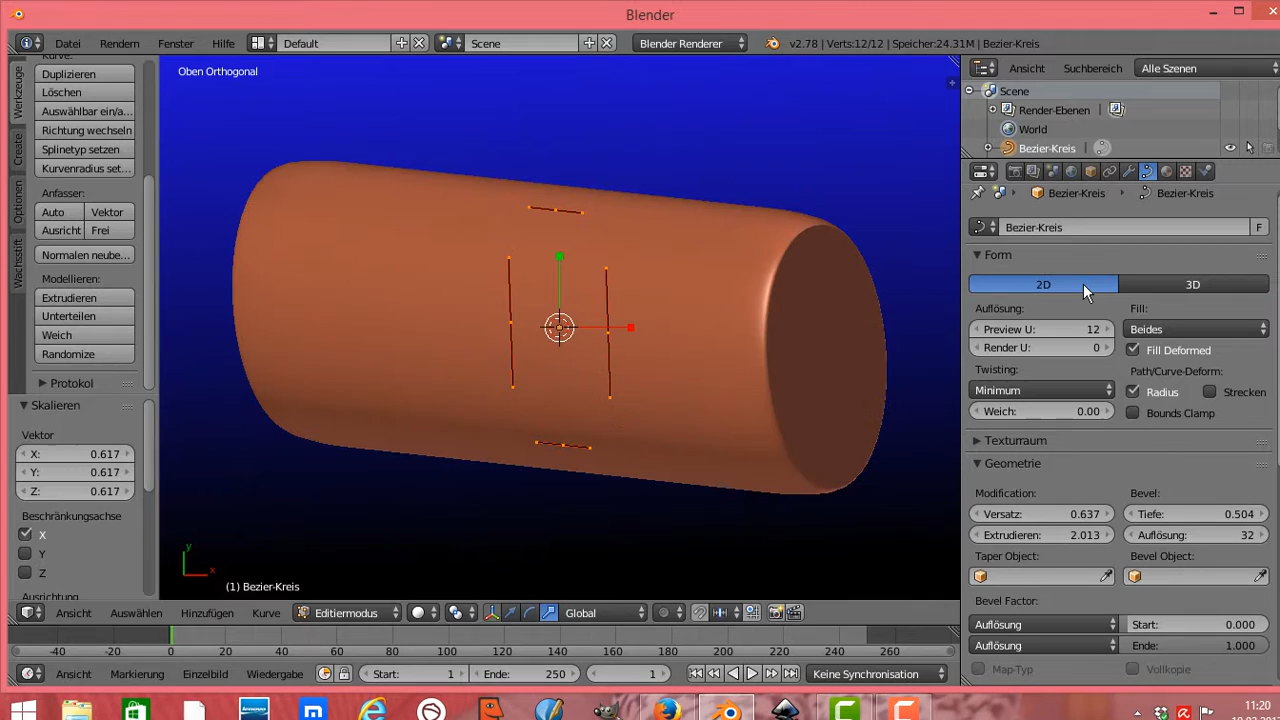 Blender
Datei Rendern Fenster Hilfe Default Scene Blender Renderer v2.78 | Verts:12/12 | Speicher:24.31M | Bezier-Kreis
Ansicht Suchbereich Alle Szenen
Scene
Render-Ebenen
World
Bezier-Kreis
Werkzeuge
Create
Optionen
Wachsstift
Kurve:
Duplizieren
Löschen
Auswählbar ein/a...
Richtung wechseln
Splinetyp setzen
Kurvenradius set...
Anfasser:
Auto Vektor
Ausricht Frei
Normalen neube...
Modellieren:
Extrudieren
Unterteilen
Weich
Randomize
Protokol
Skalieren
Vektor
X: 0.617
Y: 0.617
Z: 0.617
Beschränkungsachse
X
Y
Z
Ausrichtung
Oben Orthogonal
y
x
(1) Bezier-Kreis
Bezier-Kreis Bezier-Kreis
Bezier-Kreis F
Form
2D 3D
Auflösung: Fill:
Preview U: 12 Beides
Render U: 0 Fill Deformed
Twisting: Path/Curve-Deform:
Minimum Radius Strecken
Weich: 0.00 Bounds Clamp
Texturraum
Geometrie
Modification: Bevel:
Versatz: 0.637 Tiefe: 0.504
Extrudieren: 2.013 Auflösung: 32
Taper Object: Bevel Object:
Bevel Factor:
Auflösung Start: 0.000
Auflösung Ende: 1.000
Map-Typ Vollkopie
Ansicht Auswählen Hinzufügen Kurve Editiermodus Global
-40 -20 0 20 40 60 80 100 120 140 160 180 200 220 240 260
Ansicht Markierung Einzelbild Wiedergabe Start: 1 Ende: 250 1 Keine Synchronisation
11:20